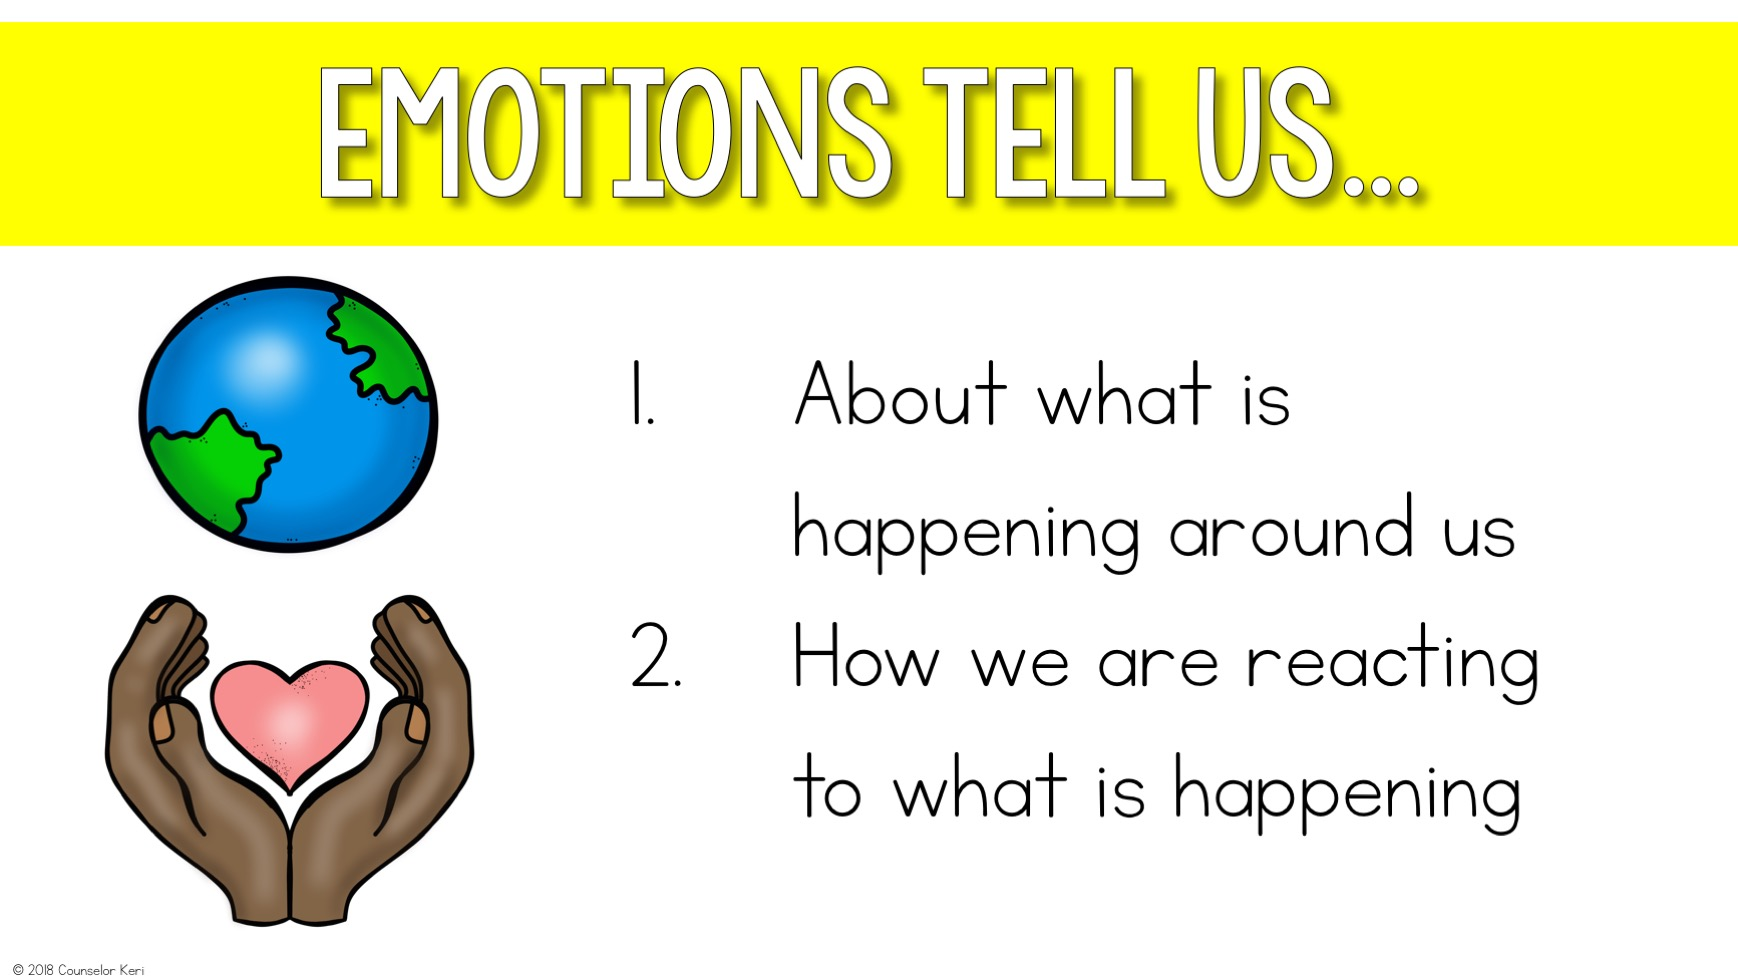 EMOTIONS TELL US...
1. About what is
happening around us
2. How we are reacting
to what is happening
© 2018 Counselor Keri